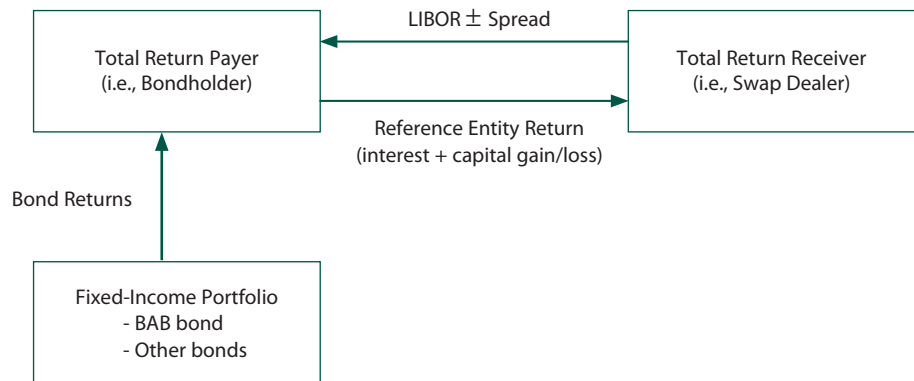 LIBOR ± Spread
Total Return Payer
(i.e., Bondholder)
Total Return Receiver
(i.e., Swap Dealer)
Reference Entity Return
(interest + capital gain/loss)
Bond Returns
Fixed-Income Portfolio
- BAB bond
- Other bonds